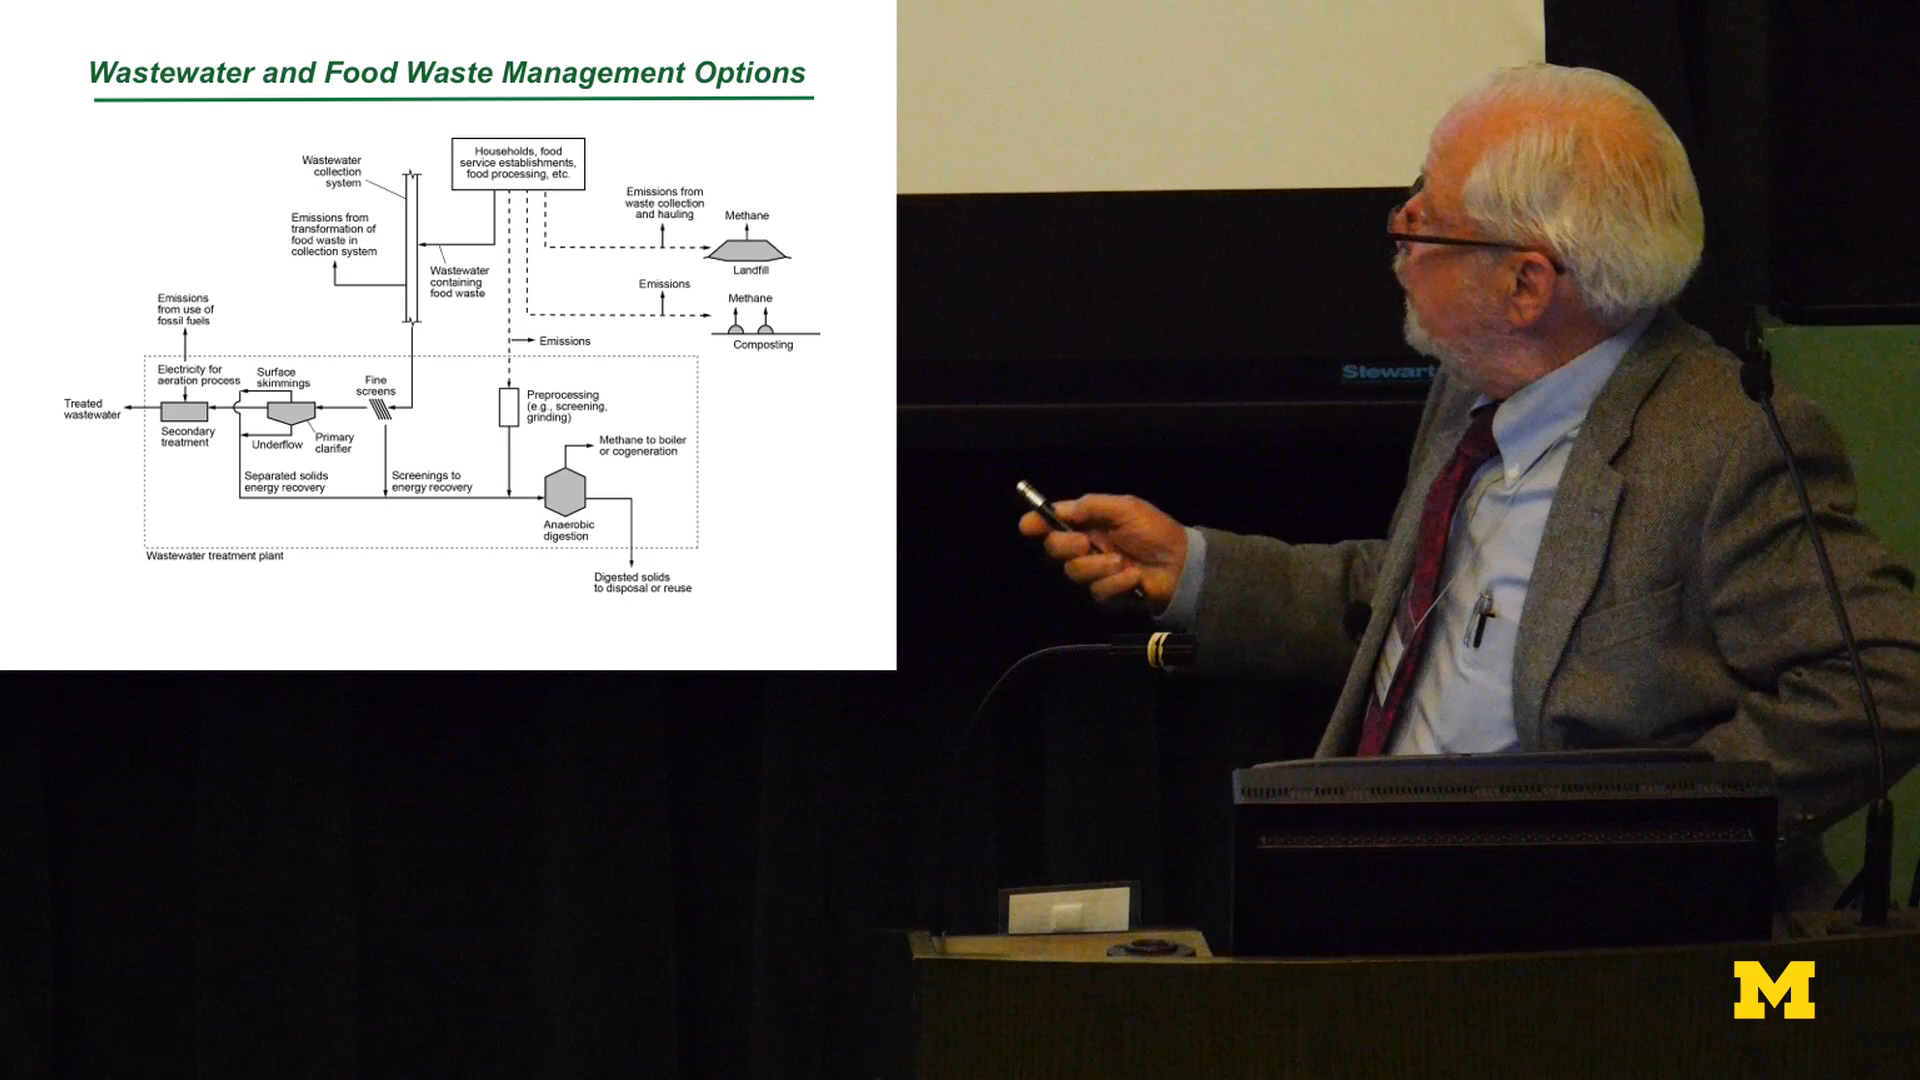 Wastewater and Food Waste Management Options
Households, food
service establishments,
food processing, etc.
Wastewater
collection
system
Emissions from
waste collection
and hauling
Methane
Landfill
Emissions from
transformation of
food waste in
collection system
Wastewater
containing
food waste
Emissions
Methane
Composting
Emissions
from use of
fossil fuels
Emissions
Electricity for
aeration process
Surface
skimmings
Fine
screens
Preprocessing
(e.g., screening,
grinding)
Treated
wastewater
Secondary
treatment
Underflow
Primary
clarifier
Methane to boiler
or cogeneration
Separated solids
energy recovery
Screenings to
energy recovery
Anaerobic
digestion
Wastewater treatment plant
Digested solids
to disposal or reuse
Stewart
M